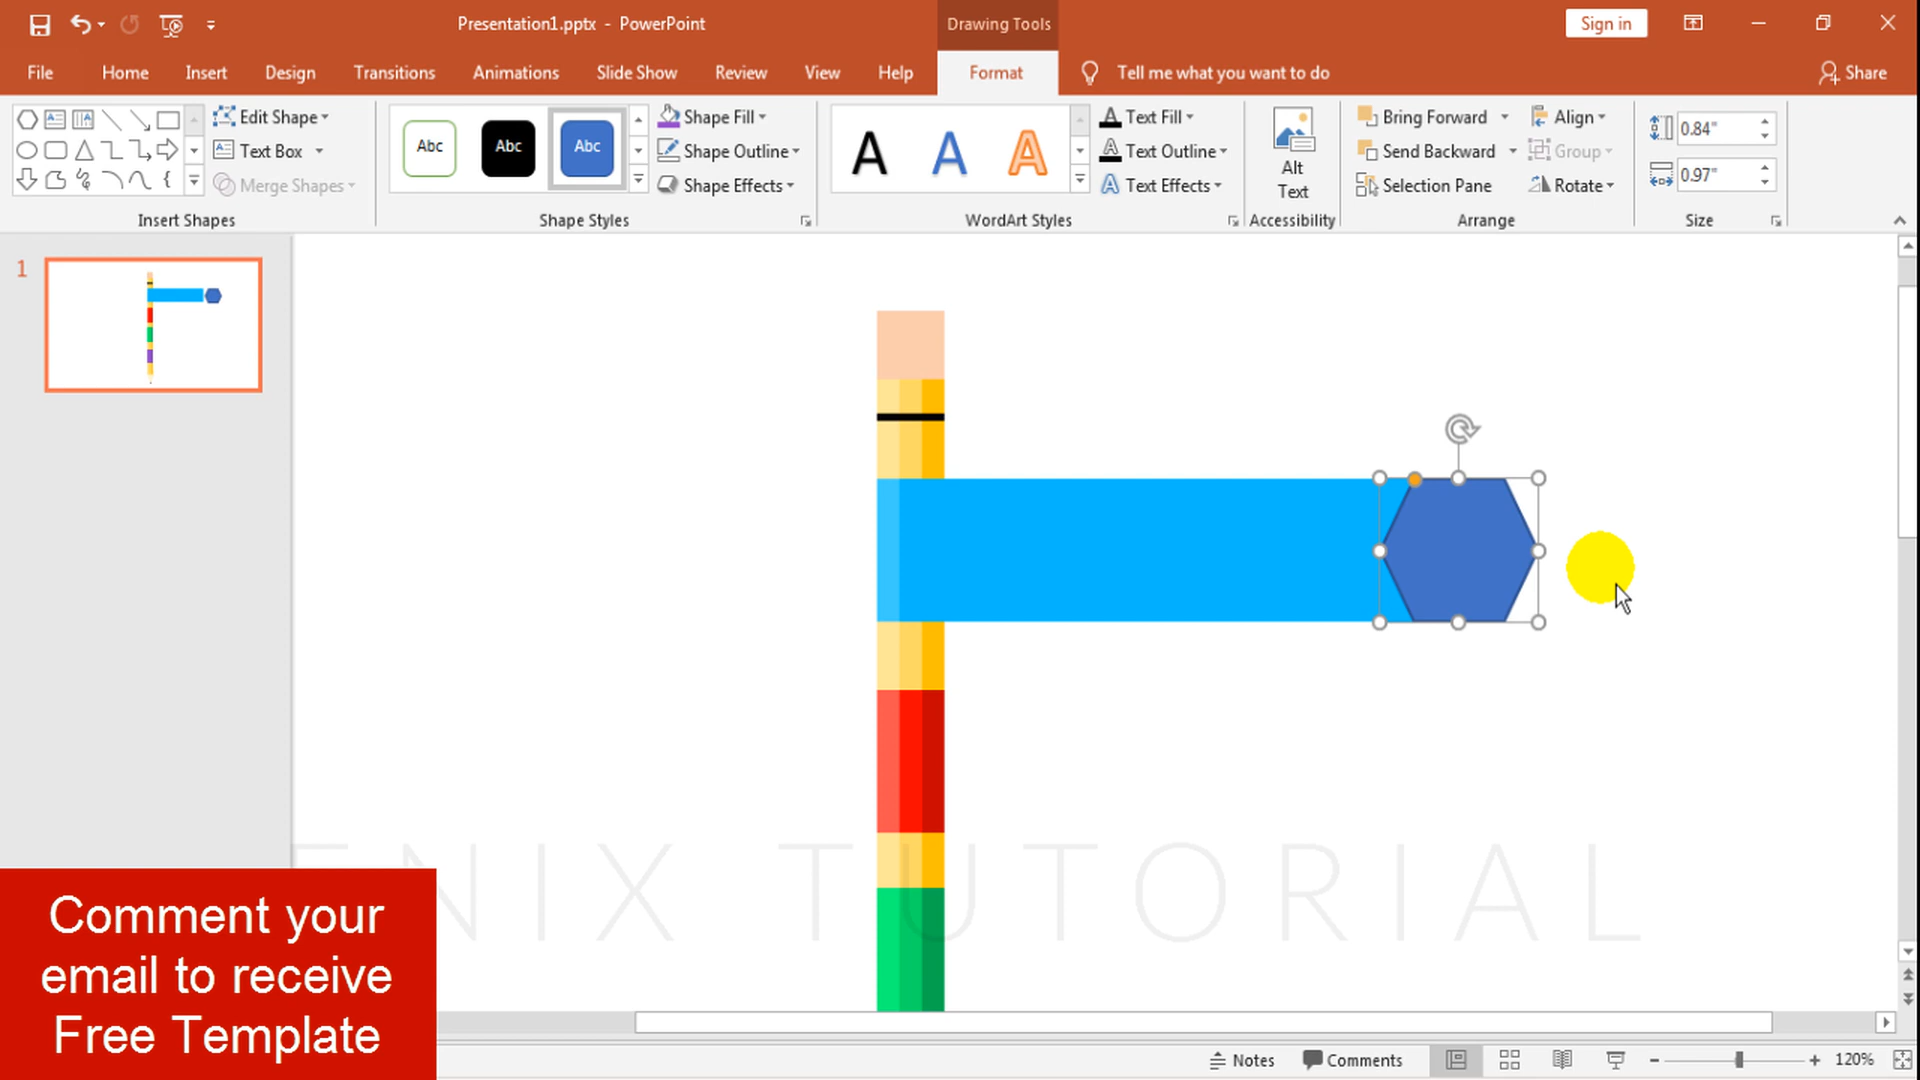 Presentation1.pptx - PowerPoint
Drawing Tools
Sign in
File Home Insert Design Transitions Animations Slide Show Review View Help Format Tell me what you want to do Share
Edit Shape
Text Box
Merge Shapes
Insert Shapes
Abc Abc Abc
Shape Fill
Shape Outline
Shape Effects
Shape Styles
A A A
Text Fill
Text Outline
Text Effects
WordArt Styles
Alt
Text
Accessibility
Bring Forward
Send Backward
Selection Pane
Align
Group
Rotate
Arrange
0.84"
0.97"
Size
1
ENIX TUTORIAL
Comment your
email to receive
Free Template
Notes Comments 120%